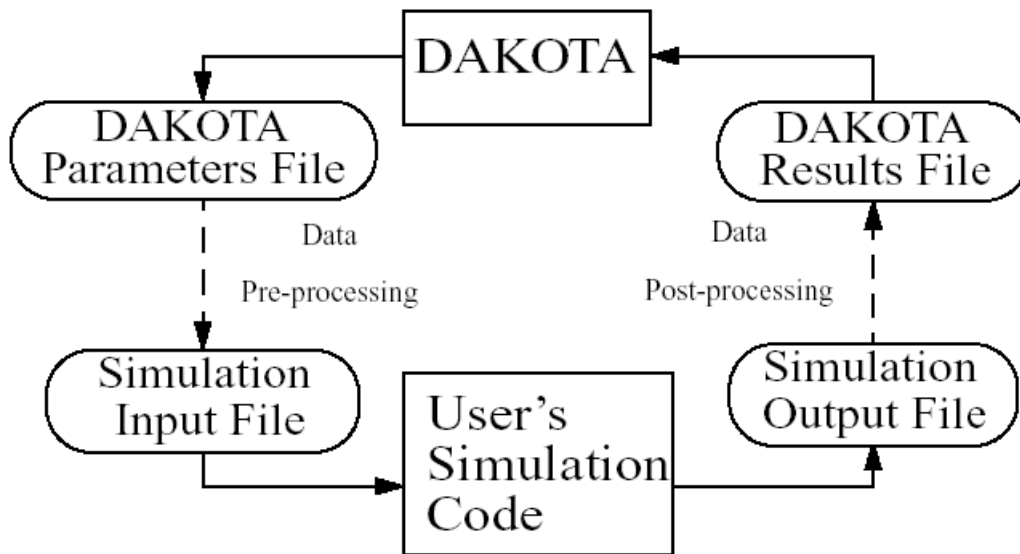 DAKOTA
DAKOTA
Parameters File
DAKOTA
Results File
Data
Pre-processing
Data
Post-processing
Simulation
Input File
User's
Simulation
Code
Simulation
Output File